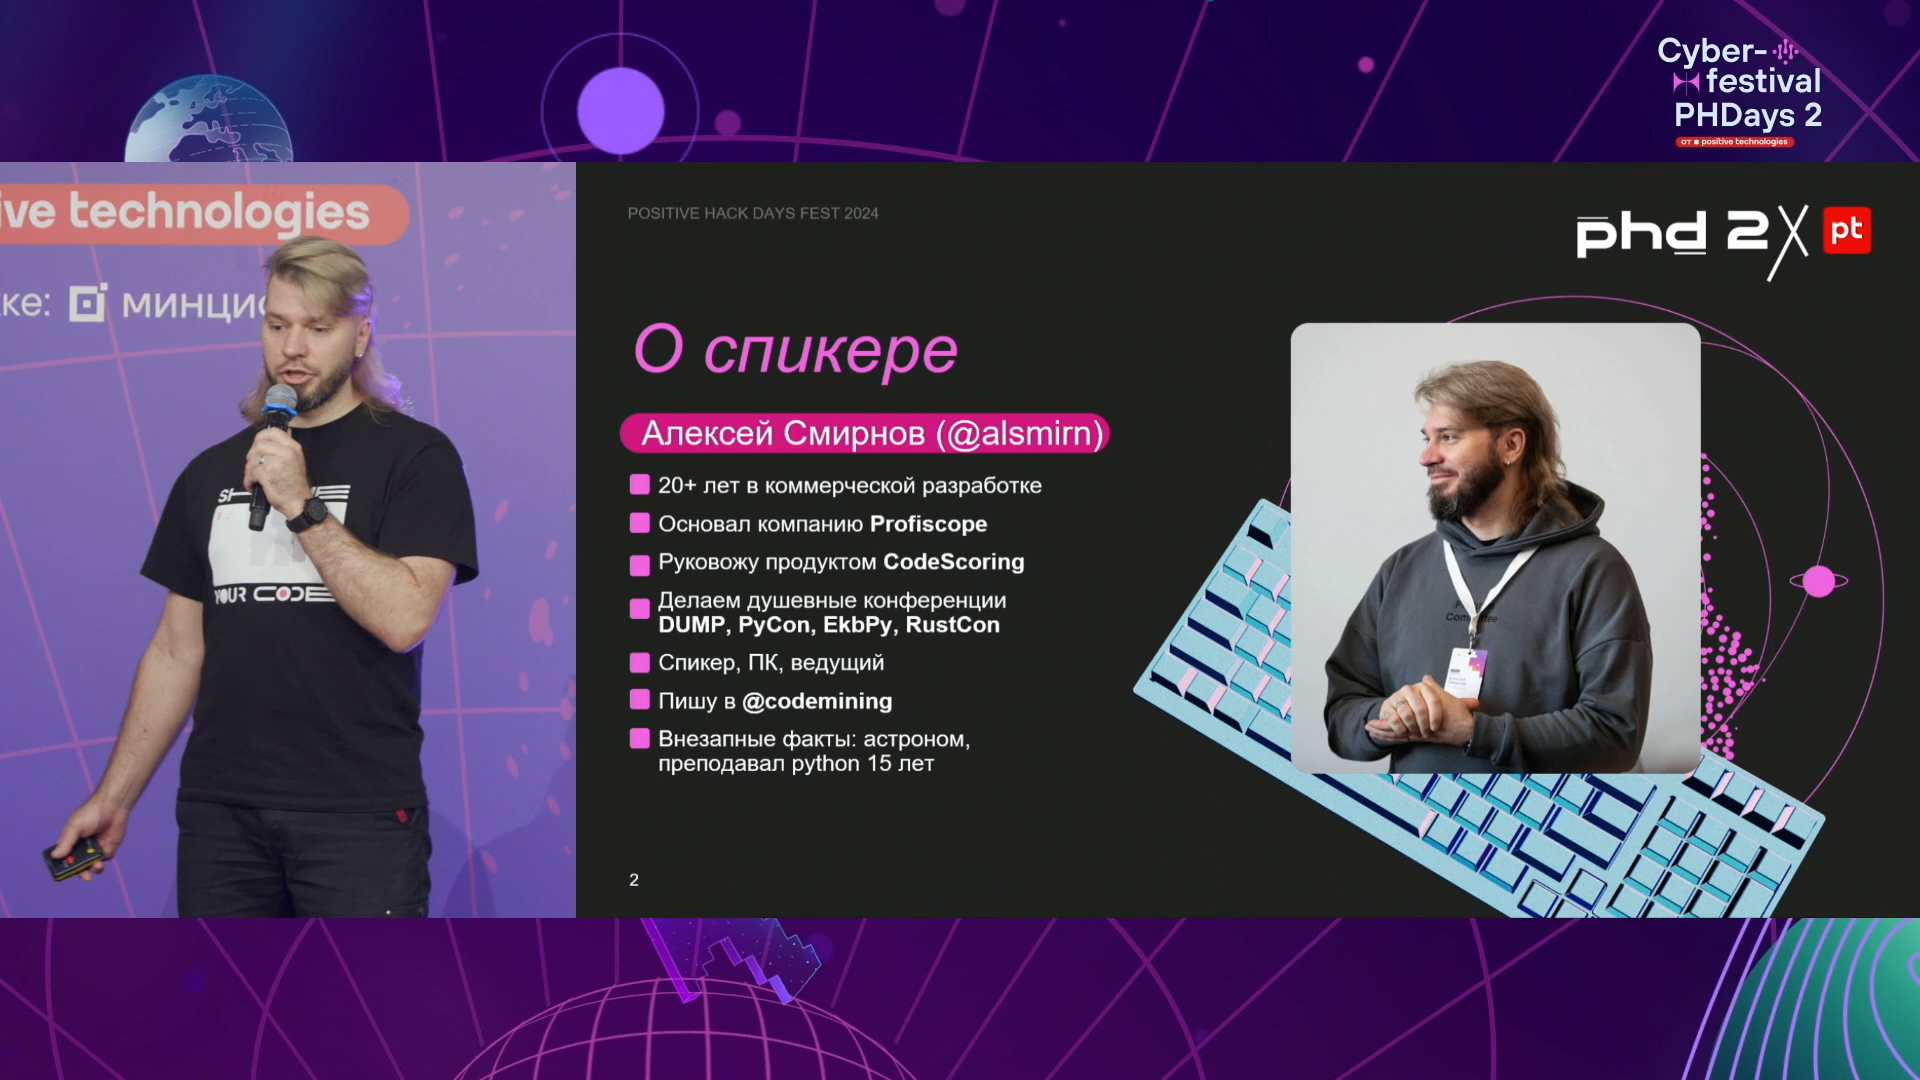 Cyber-
festival
PHDays 2
от positive technologies
ive technologies
ке: МИНЦИ
YOUR CODE
POSITIVE HACK DAYS FEST 2024
phd 2
pt
О спикере
Алексей Смирнов (@alsmirn)
20+ лет в коммерческой разработке
Основал компанию Profiscope
Руковожу продуктом CodeScoring
Делаем душевные конференции
DUMP, PyCon, EkbPy, RustCon
Спикер, ПК, ведущий
Пишу в @codemining
Внезапные факты: астроном,
преподавал python 15 лет
2